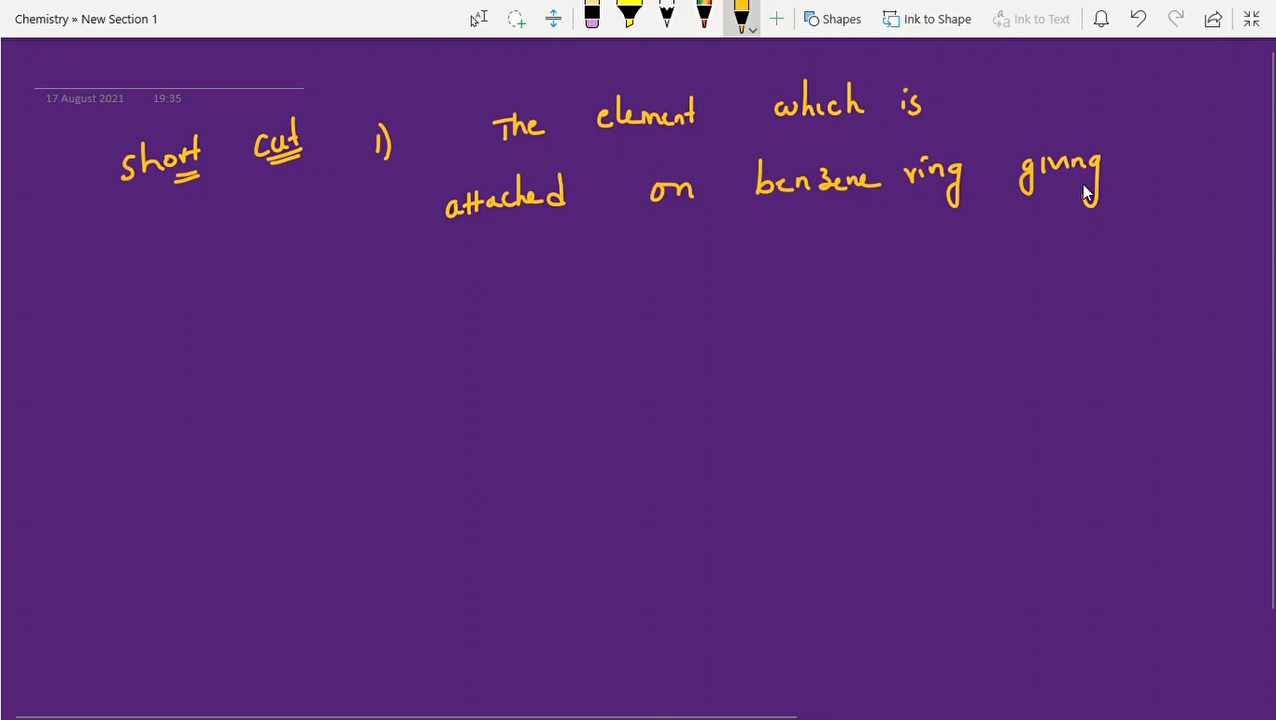 Chemistry » New Section 1
Shapes
Ink to Shape
Ink to Text
17 August 2021 19:35
short cut 1) The element which is
attached on benzene ring giving